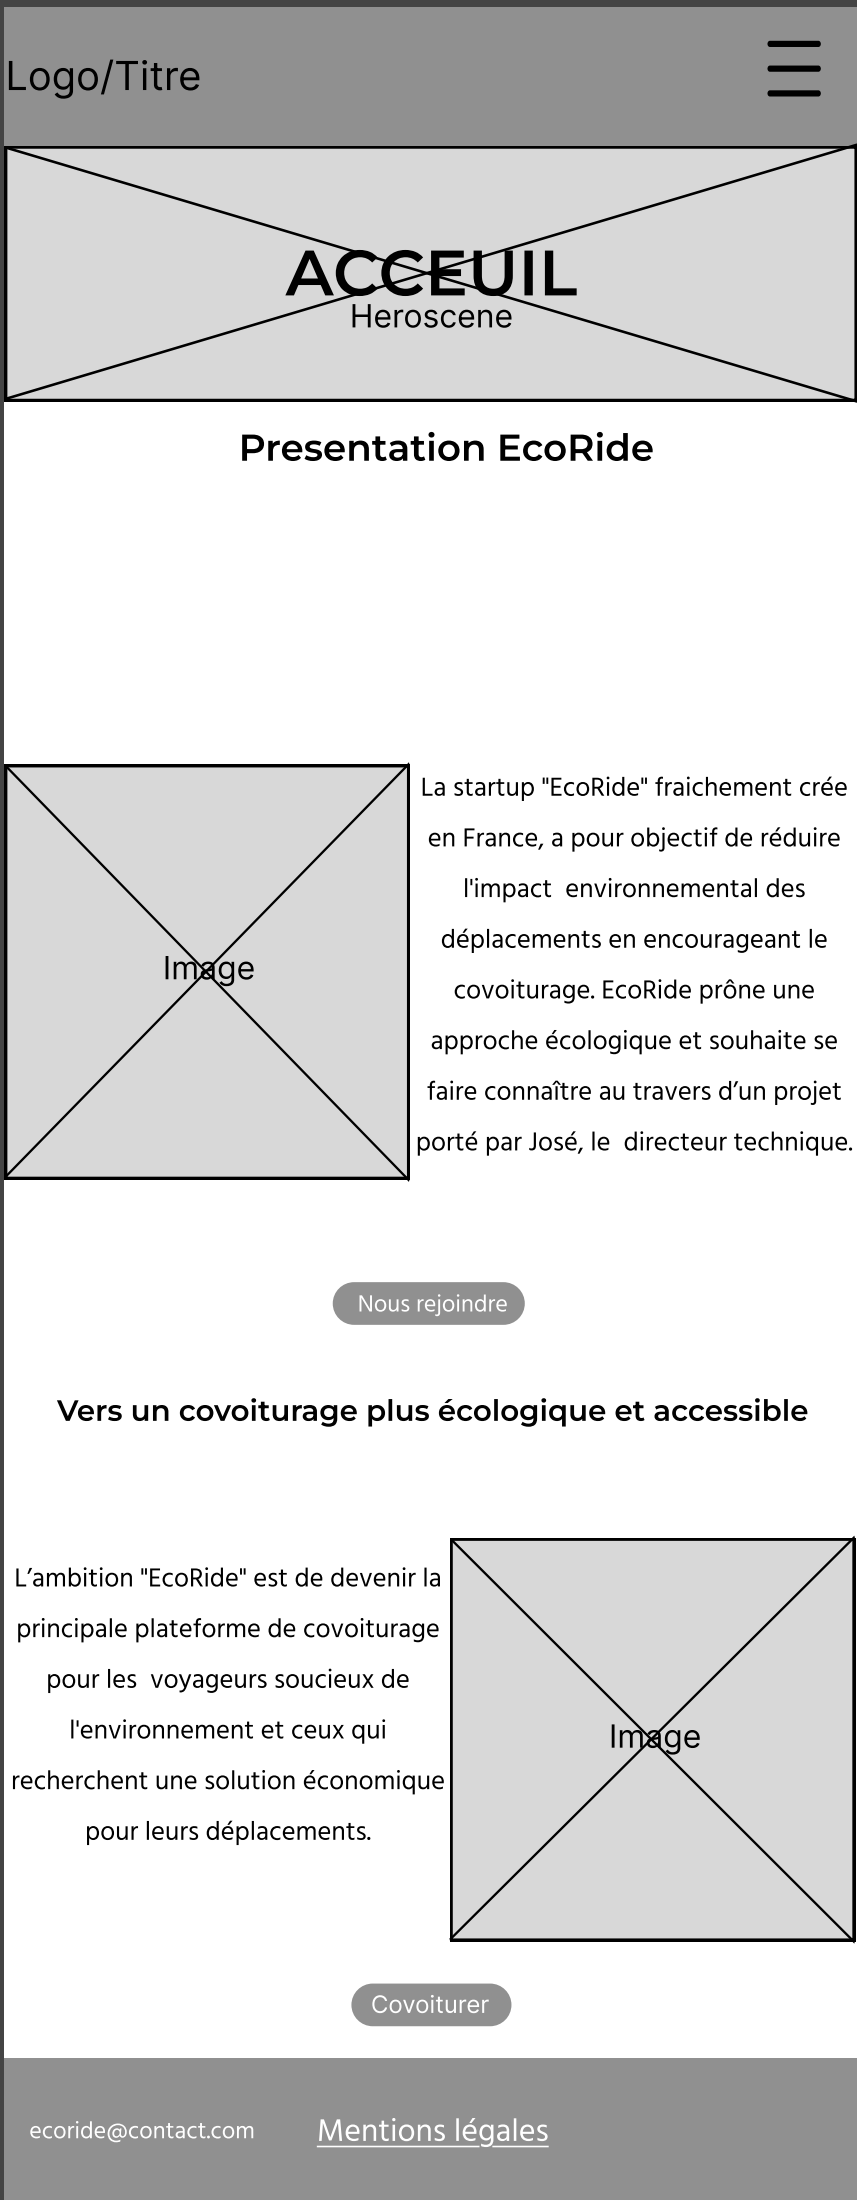 Logo/Titre
ACCEUIL
Heroscene
Presentation EcoRide
La startup "EcoRide" fraichement crée
en France, a pour objectif de réduire
l'impact  environnemental des
déplacements en encourageant le
covoiturage. EcoRide prône une
approche écologique et souhaite se
faire connaître au travers d’un projet
porté par José, le  directeur technique.
Image
Nous rejoindre
Vers un covoiturage plus écologique et accessible
L’ambition "EcoRide" est de devenir la
principale plateforme de covoiturage
pour les  voyageurs soucieux de
l'environnement et ceux qui
recherchent une solution économique
pour leurs déplacements.
Image
Covoiturer
ecoride@contact.com
Mentions légales